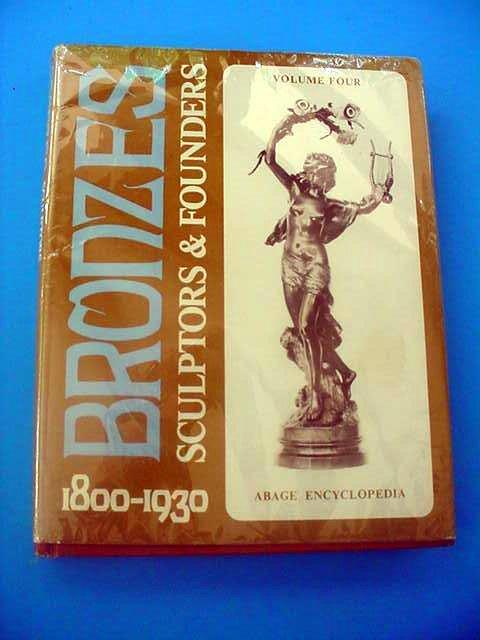 BRONZES
SCULPTORS & FOUNDERS
1800-1930
VOLUME FOUR
ABAGE ENCYCLOPEDIA